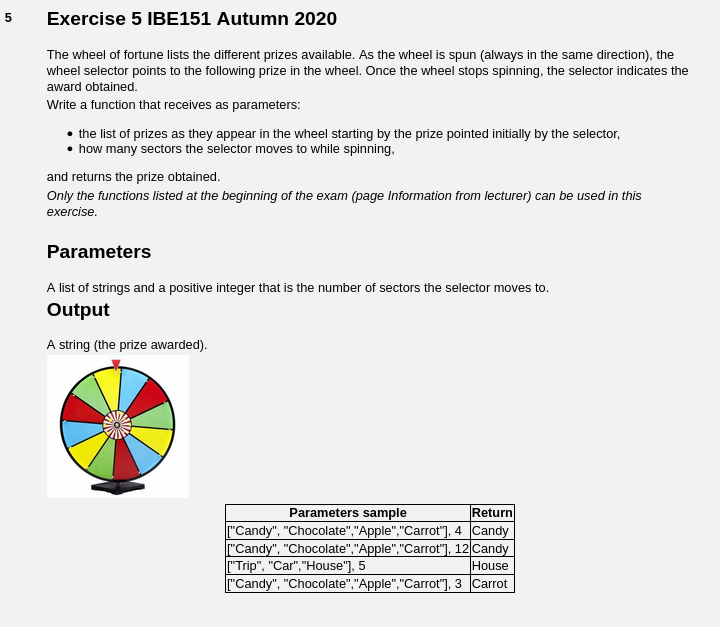 5
Exercise 5 IBE151 Autumn 2020
The wheel of fortune lists the different prizes available. As the wheel is spun (always in the same direction), the
wheel selector points to the following prize in the wheel. Once the wheel stops spinning, the selector indicates the
award obtained.
Write a function that receives as parameters:
• the list of prizes as they appear in the wheel starting by the prize pointed initially by the selector,
• how many sectors the selector moves to while spinning,
and returns the prize obtained.
Only the functions listed at the beginning of the exam (page Information from lecturer) can be used in this
exercise.
Parameters
A list of strings and a positive integer that is the number of sectors the selector moves to.
Output
A string (the prize awarded).
Parameters sample Return
["Candy", "Chocolate","Apple","Carrot"], 4 Candy
["Candy", "Chocolate","Apple","Carrot"], 12 Candy
["Trip", "Car","House"], 5 House
["Candy", "Chocolate","Apple","Carrot"], 3 Carrot